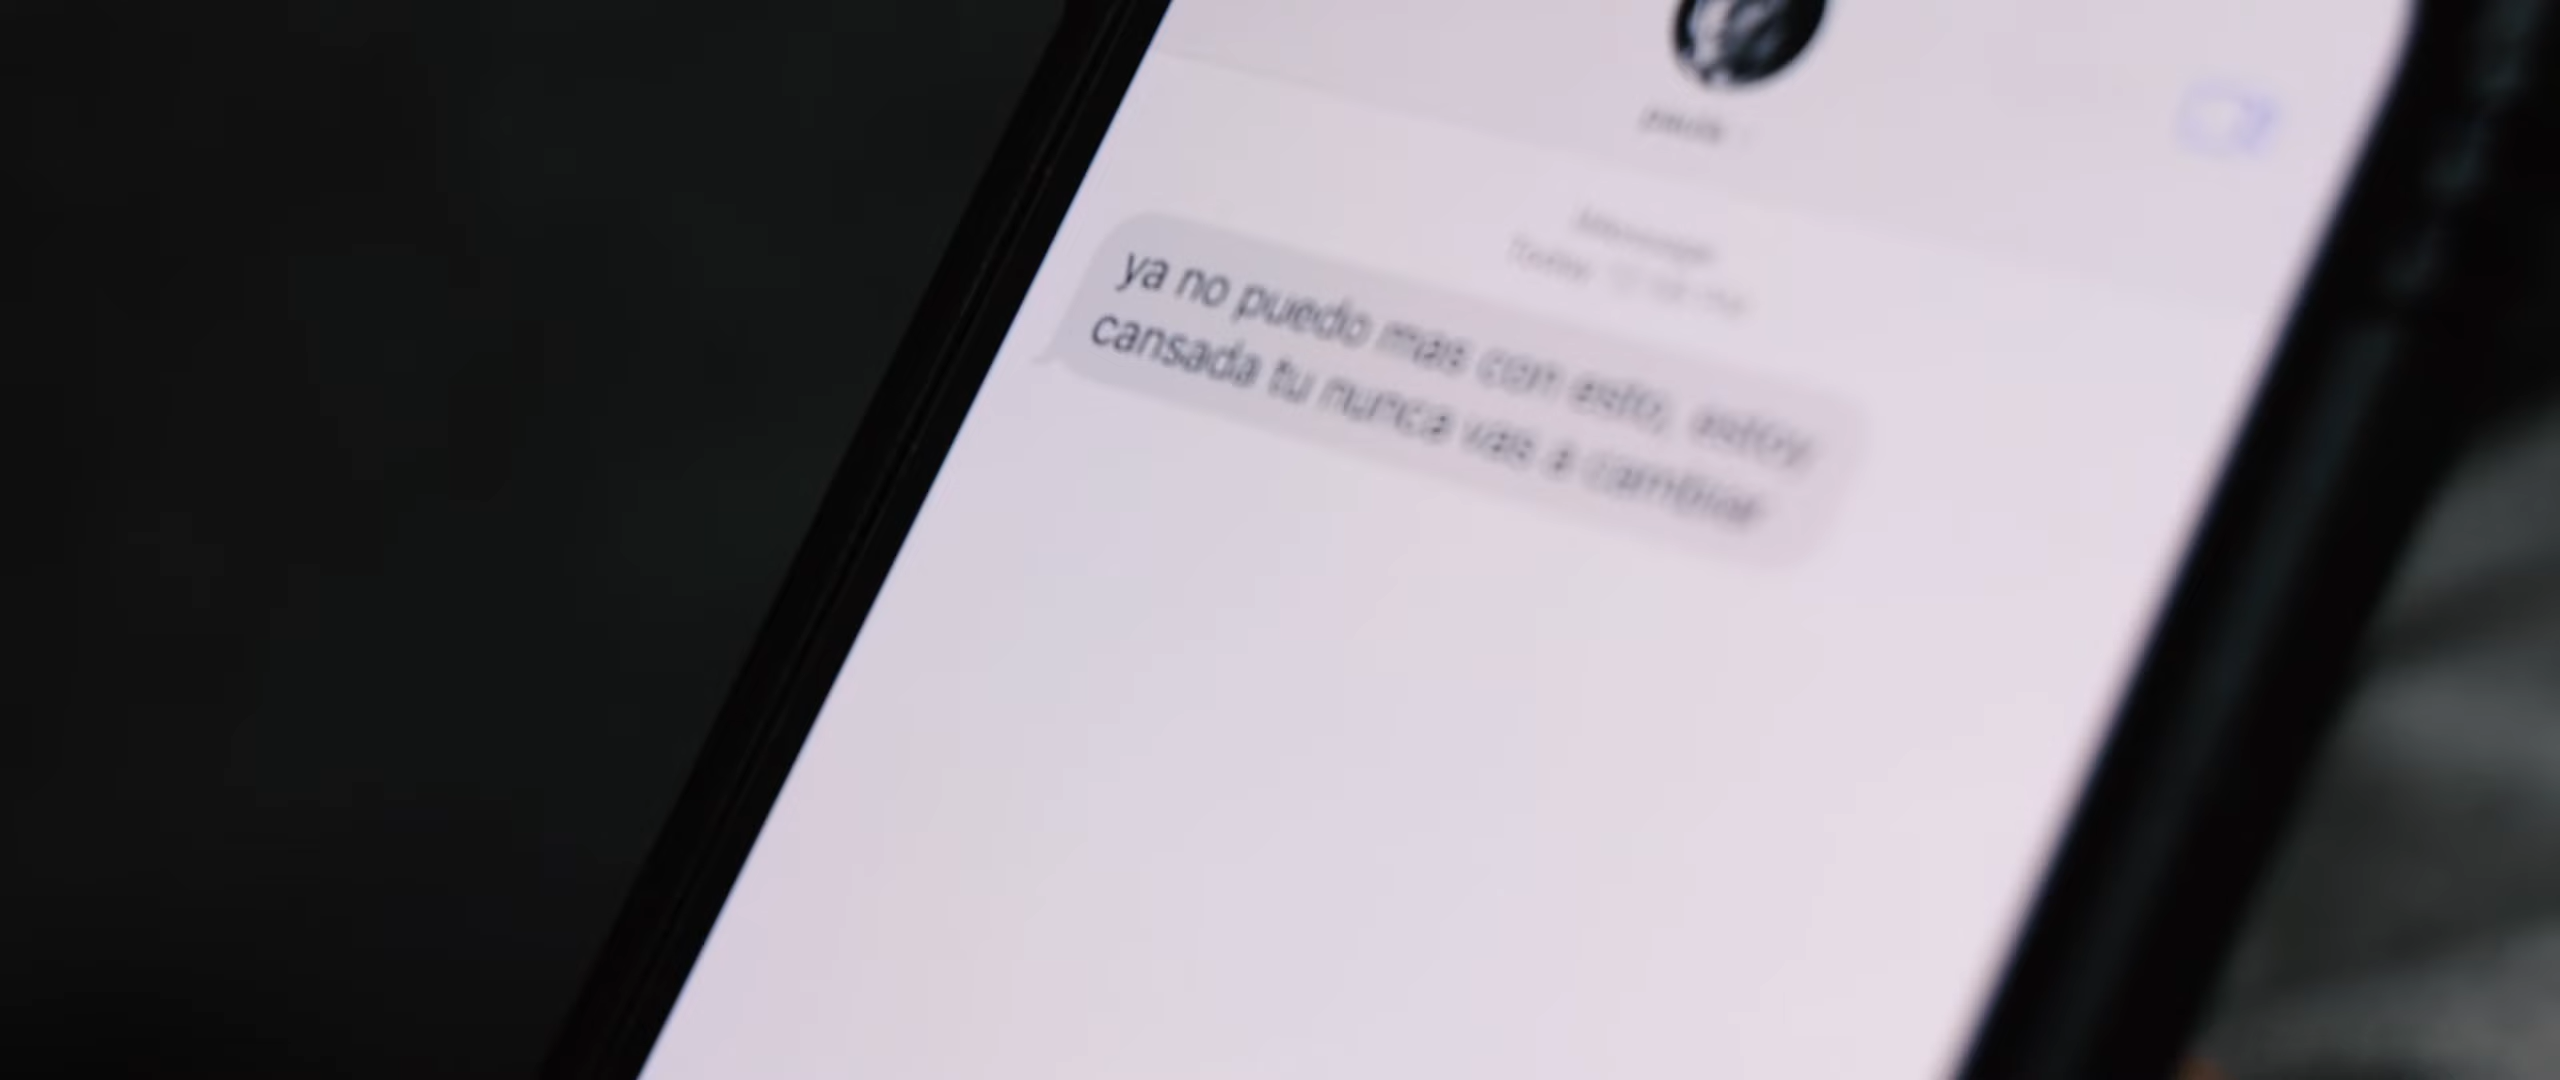 ya no puedo mas con esto, estoy
cansada tu nunca vas a cambiar